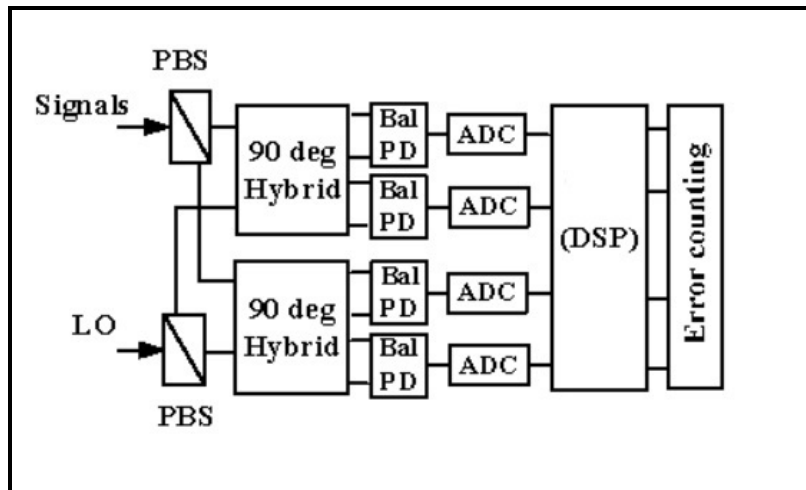 PBS
Signals
90 deg
Hybrid
Bal
PD
ADC
Bal
PD
ADC
(DSP)
Error counting
LO
PBS
90 deg
Hybrid
Bal
PD
ADC
Bal
PD
ADC